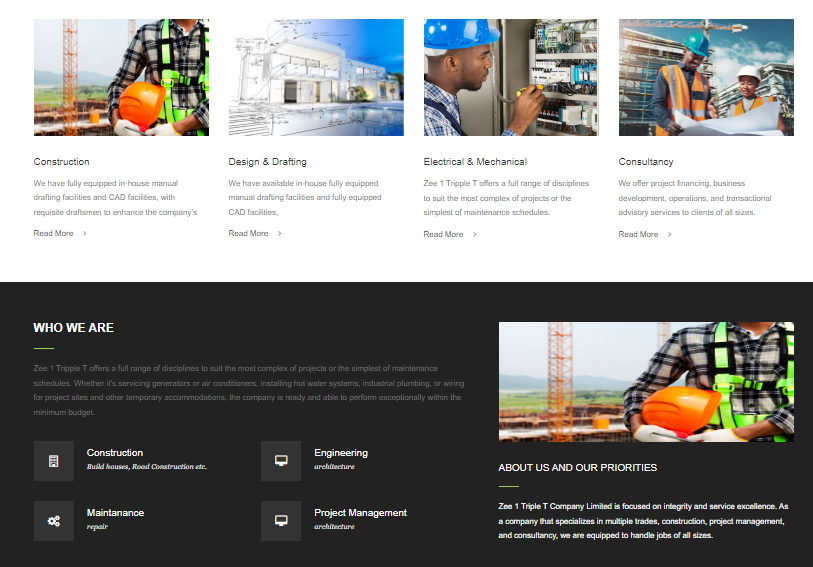 Construction
We have fully equipped in-house manual
drafting facilities and CAD facilities, with
requisite draftsmen to enhance the company's
Read More
Design & Drafting
We have available in-house fully equipped
manual drafting facilities and fully equipped
CAD facilities,
Read More
Electrical & Mechanical
Zee 1 Tripple T offers a full range of disciplines
to suit the most complex of projects or the
simplest of maintenance schedules.
Read More
Consultancy
We offer project financing, business
development, operations, and transactional
advisory services to clients of all sizes.
Read More
WHO WE ARE
Zee 1 Tripple T offers a full range of disciplines to suit the most complex of projects or the simplest of maintenance
schedules. Whether it's servicing generators or air conditioners, installing hot water systems, industrial plumbing, or wiring
for project sites and other temporary accommodations, the company is ready and able to perform exceptionally within the
minimum budget.
Construction
Build houses, Road Construction etc.
Engineering
architecture
Maintanance
repair
Project Management
architecture
ABOUT US AND OUR PRIORITIES
Zee 1 Triple T Company Limited is focused on integrity and service excellence. As
a company that specializes in multiple trades, construction, project management,
and consultancy, we are equipped to handle jobs of all sizes.